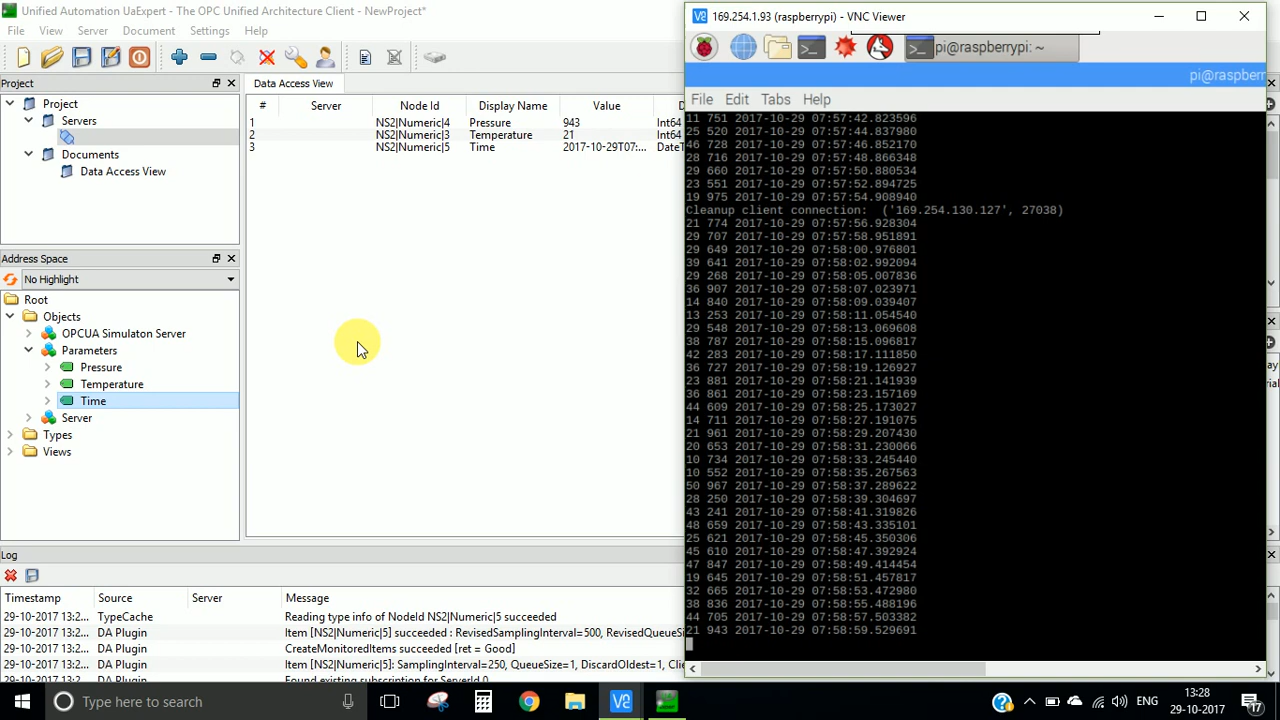 Unified Automation UaExpert - The OPC Unified Architecture Client - NewProject*
File View Server Document Settings Help
Project
Project
Servers
Documents
Data Access View
Address Space
No Highlight
Root
Objects
OPCUA Simulaton Server
Parameters
Pressure
Temperature
Time
Server
Types
Views
Data Access View
# Server Node Id Display Name Value D
1 NS2|Numeric|4 Pressure 943 Int64
2 NS2|Numeric|3 Temperature 21 Int64
3 NS2|Numeric|5 Time 2017-10-29T07:... DateT
Log
Timestamp Source Server Message
29-10-2017 13:2... TypeCache Reading type info of NodeId NS2|Numeric|5 succeeded
29-10-2017 13:2... DA Plugin Item [NS2|Numeric|5] succeeded : RevisedSamplingInterval=500, RevisedQueueSi
29-10-2017 13:2... DA Plugin CreateMonitoredItems succeeded [ret = Good]
29-10-2017 13:2... DA Plugin Item [NS2|Numeric|5]: SamplingInterval=250, QueueSize=1, DiscardOldest=1, Clie
29-10-2017 13:2... DA Plugin Found existing subscription for ServerId 0
169.254.1.93 (raspberrypi) - VNC Viewer
pi@raspberrypi: ~
pi@raspberr
File Edit Tabs Help
11 751 2017-10-29 07:57:42.823596
25 520 2017-10-29 07:57:44.837980
46 728 2017-10-29 07:57:46.852170
28 716 2017-10-29 07:57:48.866348
29 660 2017-10-29 07:57:50.880534
23 551 2017-10-29 07:57:52.894725
19 975 2017-10-29 07:57:54.908940
Cleanup client connection: ('169.254.130.127', 27038)
21 774 2017-10-29 07:57:56.928304
29 707 2017-10-29 07:57:58.951891
29 649 2017-10-29 07:58:00.976801
39 641 2017-10-29 07:58:02.992094
29 268 2017-10-29 07:58:05.007836
36 907 2017-10-29 07:58:07.023971
14 840 2017-10-29 07:58:09.039407
13 253 2017-10-29 07:58:11.054540
29 548 2017-10-29 07:58:13.069608
38 787 2017-10-29 07:58:15.096817
42 283 2017-10-29 07:58:17.111850
36 727 2017-10-29 07:58:19.126927
23 881 2017-10-29 07:58:21.141939
36 861 2017-10-29 07:58:23.157169
44 609 2017-10-29 07:58:25.173027
14 711 2017-10-29 07:58:27.191075
21 961 2017-10-29 07:58:29.207430
20 653 2017-10-29 07:58:31.230066
10 734 2017-10-29 07:58:33.245440
10 552 2017-10-29 07:58:35.267563
50 967 2017-10-29 07:58:37.289622
28 250 2017-10-29 07:58:39.304697
43 241 2017-10-29 07:58:41.319826
48 659 2017-10-29 07:58:43.335101
25 621 2017-10-29 07:58:45.350306
45 610 2017-10-29 07:58:47.392924
47 847 2017-10-29 07:58:49.414454
19 645 2017-10-29 07:58:51.457817
32 665 2017-10-29 07:58:53.472980
38 836 2017-10-29 07:58:55.488196
44 705 2017-10-29 07:58:57.503382
21 943 2017-10-29 07:58:59.529691
Type here to search
ENG
13:28
29-10-2017
17